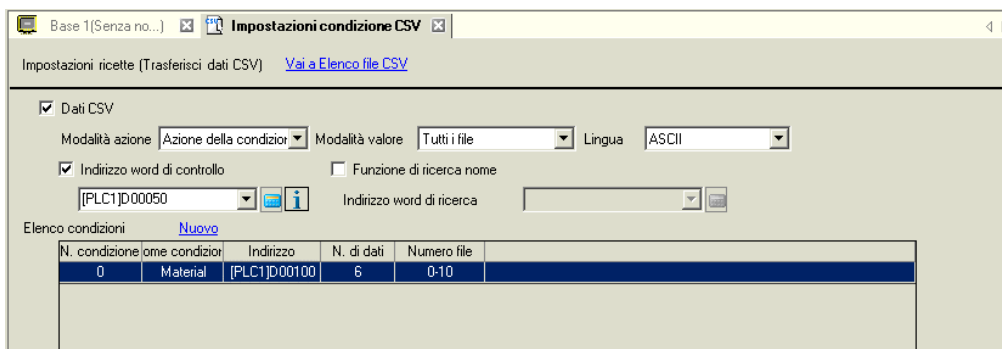 Base 1(Senza no...) Impostazioni condizione CSV
Impostazioni ricette (Trasferisci dati CSV) Vai a Elenco file CSV
Dati CSV
Modalità azione Azione della condizior Modalità valore Tutti i file Lingua ASCII
Indirizzo word di controllo Funzione di ricerca nome
[PLC1]D00050 Indirizzo word di ricerca
Elenco condizioni Nuovo
N. condizione ome condizior Indirizzo N. di dati Numero file
0 Material [PLC1]D00100 6 0-10